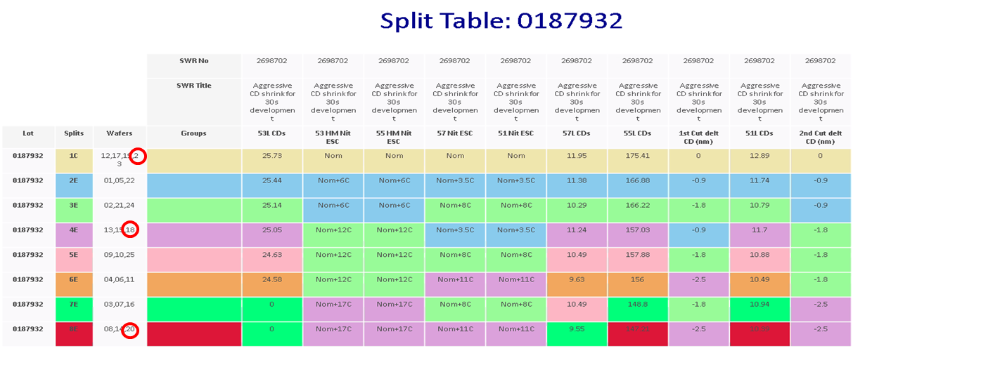 Split Table: 0187932
SWR No 2698702 2698702 2698702 2698702 2698702 2698702 2698702 2698702 2698702 2698702
SWR Title Aggressive Aggressive Aggressive Aggressive Aggressive Aggressive Aggressive Aggressive Aggressive Aggressive
CD shrink for CD shrink for CD shrink for CD shrink for CD shrink for CD shrink for CD shrink for CD shrink for CD shrink for CD shrink for
30s 30s 30s 30s 30s 30s 30s 30s 30s 30s
developmen developmen developmen developmen developmen developmen developmen developmen developmen developmen
t t t t t t t t t t
Lot Splits Wafers Groups 53L CDs 53 HM Nit 55 HM Nit 57 Nit ESC 51 Nit ESC 57L CDs 55L CDs 1st Cut delt 51L CDs 2nd Cut delt
ESC ESC CD (nm) CD (nm)
0187932 1C 12,17,19,2 25.73 Nom Nom Nom Nom 11.95 175.41 0 12.89 0
3
0187932 2E 01,05,22 25.44 Nom+6C Nom+6C Nom+3.5C Nom+3.5C 11.38 166.88 -0.9 11.74 -0.9
0187932 3E 02,21,24 25.14 Nom+6C Nom+6C Nom+8C Nom+8C 10.29 166.22 -1.8 10.79 -0.9
0187932 4E 13,15,18 25.05 Nom+12C Nom+12C Nom+3.5C Nom+3.5C 11.24 157.03 -0.9 11.7 -1.8
0187932 5E 09,10,25 24.63 Nom+12C Nom+12C Nom+8C Nom+8C 10.49 157.88 -1.8 10.88 -1.8
0187932 6E 04,06,11 24.58 Nom+12C Nom+12C Nom+11C Nom+11C 9.63 156 -2.5 10.49 -1.8
0187932 7E 03,07,16 0 Nom+17C Nom+17C Nom+8C Nom+8C 10.49 148.8 -1.8 10.94 -2.5
0187932 8E 08,14,20 0 Nom+17C Nom+17C Nom+11C Nom+11C 9.55 -2.5 -2.5